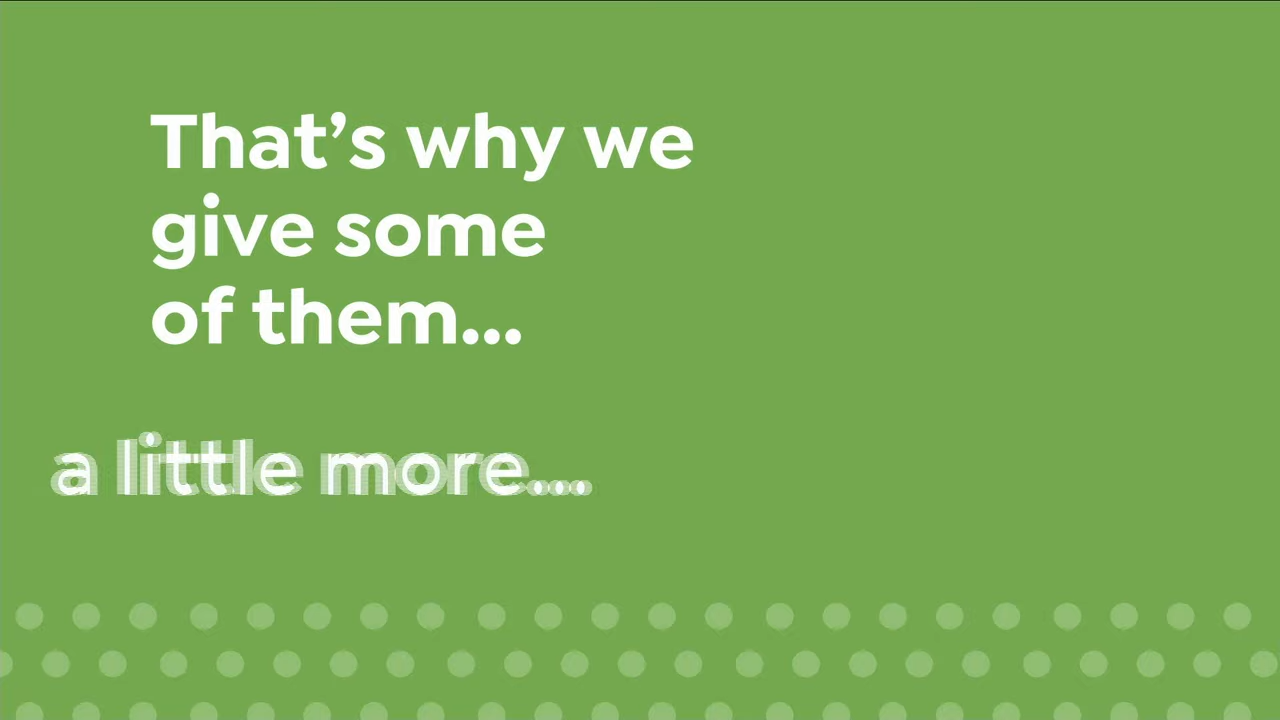 That’s why we
give some
of them...
a little more....